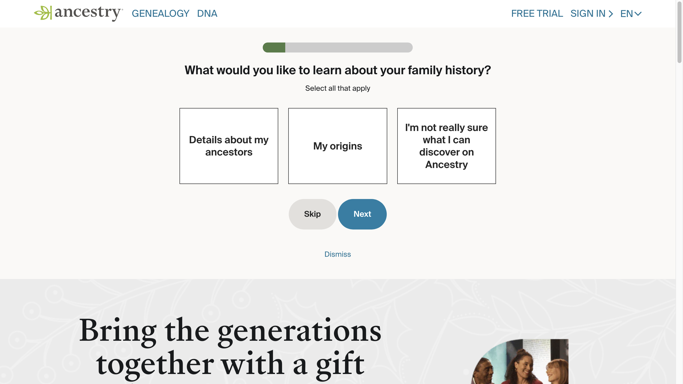 ancestry
GENEALOGY
DNA
FREE TRIAL
SIGN IN
EN
What would you like to learn about your family history?
Select all that apply
Details about my
ancestors
My origins
I'm not really sure
what I can
discover on
Ancestry
Skip
Next
Dismiss
Bring the generations
together with a gift